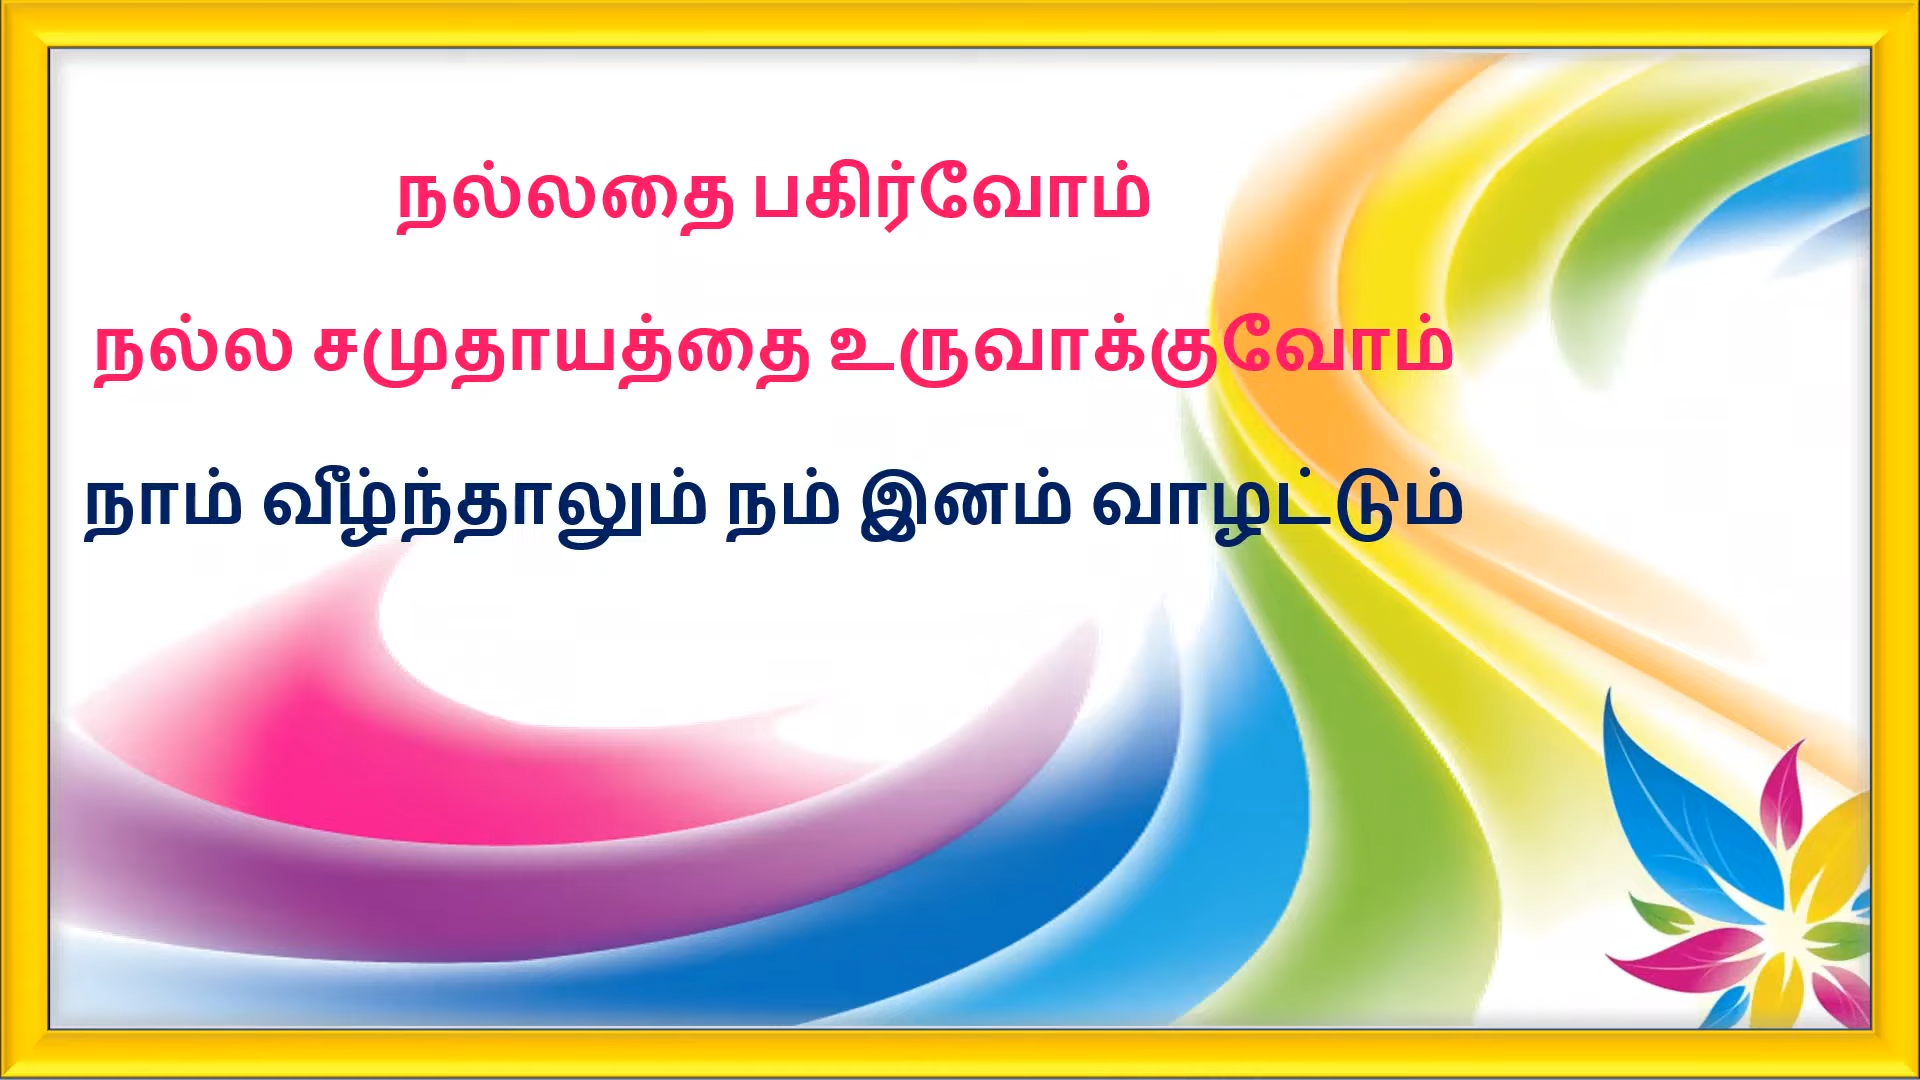 நல்லதை பகிர்வோம்
நல்ல சமுதாயத்தை உருவாக்குவோம்
நாம் வீழ்ந்தாலும் நம் இனம் வாழட்டும்